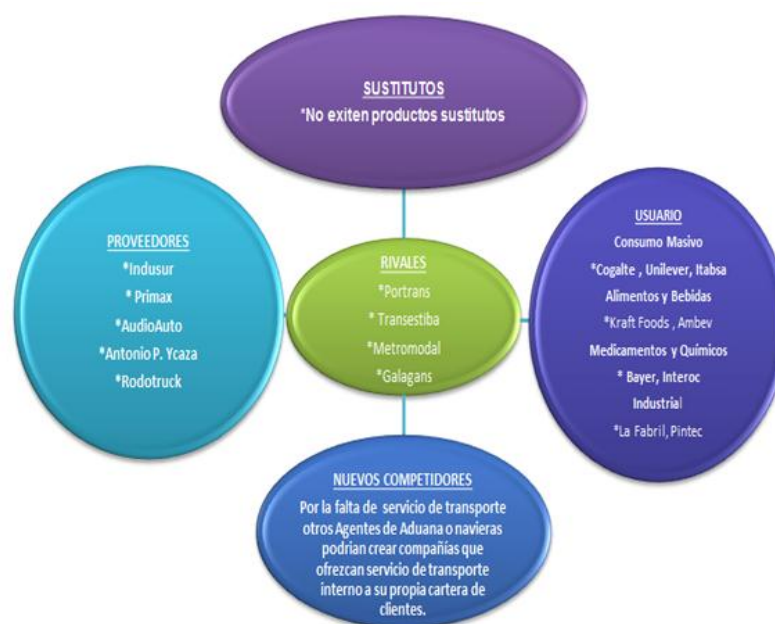 SUSTITUTOS
*No exiten productos sustitutos
PROVEEDORES
*Indusur
* Primax
*AudioAuto
*Antonio P. Ycaza
*Rodotruck
RIVALES
*Portrans
* Transestiba
*Metromodal
*Galagans
USUARIO
Consumo Masivo
*Cogalte , Unilever, Itabsa
Alimentos y Bebidas
*Kraft Foods , Ambev
Medicamentos y Químicos
* Bayer, Interoc
Industrial
*La Fabril, Pintec
NUEVOS COMPETIDORES
Por la falta de servicio de transporte
otros Agentes de Aduana o navieras
podrian crear compañías que
ofrezcan servicio de transporte
interno a su propia cartera de
clientes.